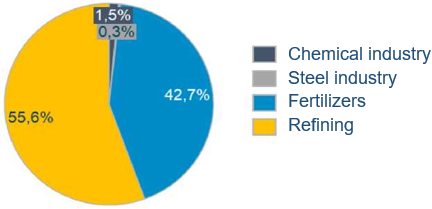 1,5%
0,3%
42,7%
55,6%
Chemical industry
Steel industry
Fertilizers
Refining